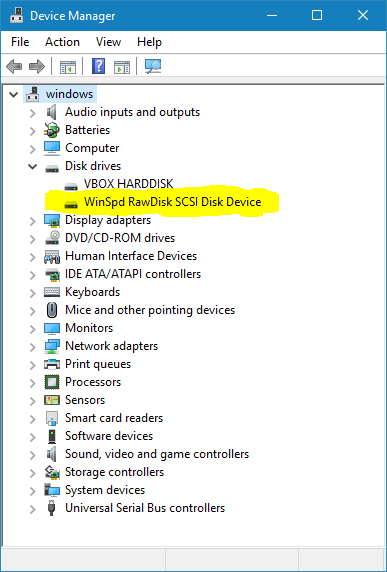 Device Manager
File Action View Help
windows
Audio inputs and outputs
Batteries
Computer
Disk drives
VBOX HARDDISK
WinSpd RawDisk SCSI Disk Device
Display adapters
DVD/CD-ROM drives
Human Interface Devices
IDE ATA/ATAPI controllers
Keyboards
Mice and other pointing devices
Monitors
Network adapters
Print queues
Processors
Sensors
Smart card readers
Software devices
Sound, video and game controllers
Storage controllers
System devices
Universal Serial Bus controllers